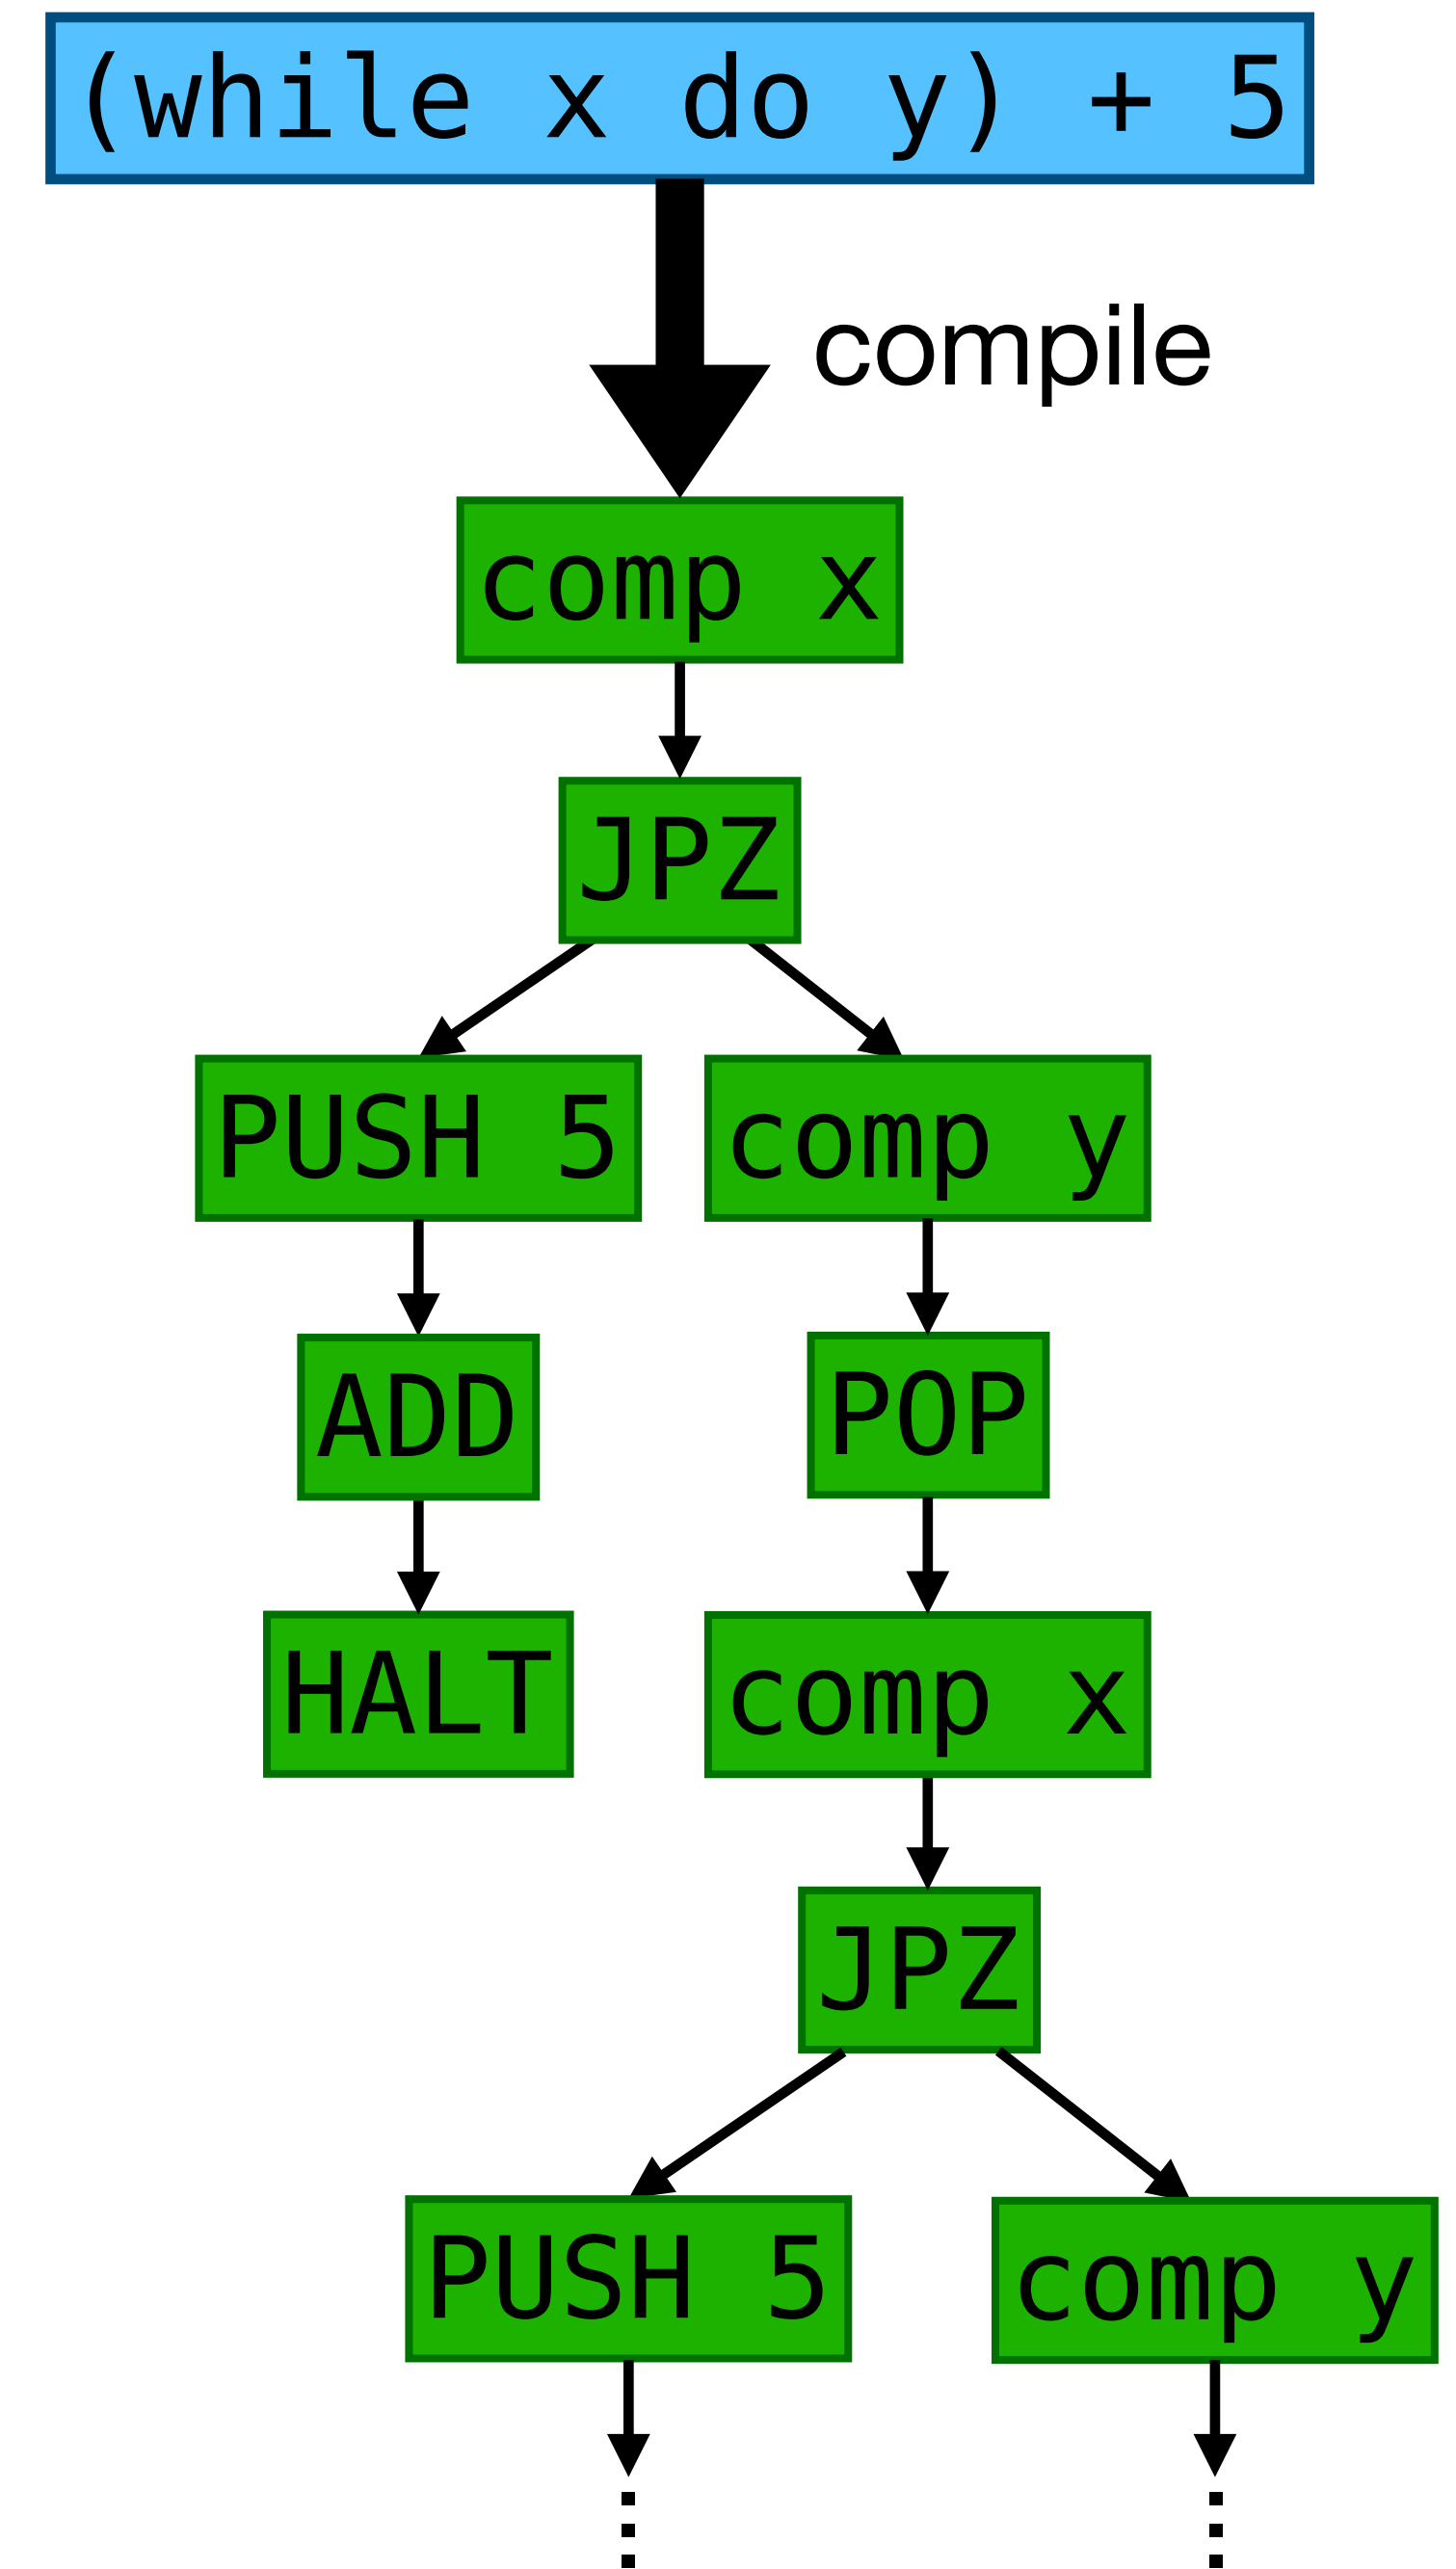 (while x do y) + 5
compile
comp x
JPZ
PUSH 5
comp y
ADD
POP
HALT
comp x
JPZ
PUSH 5
comp y